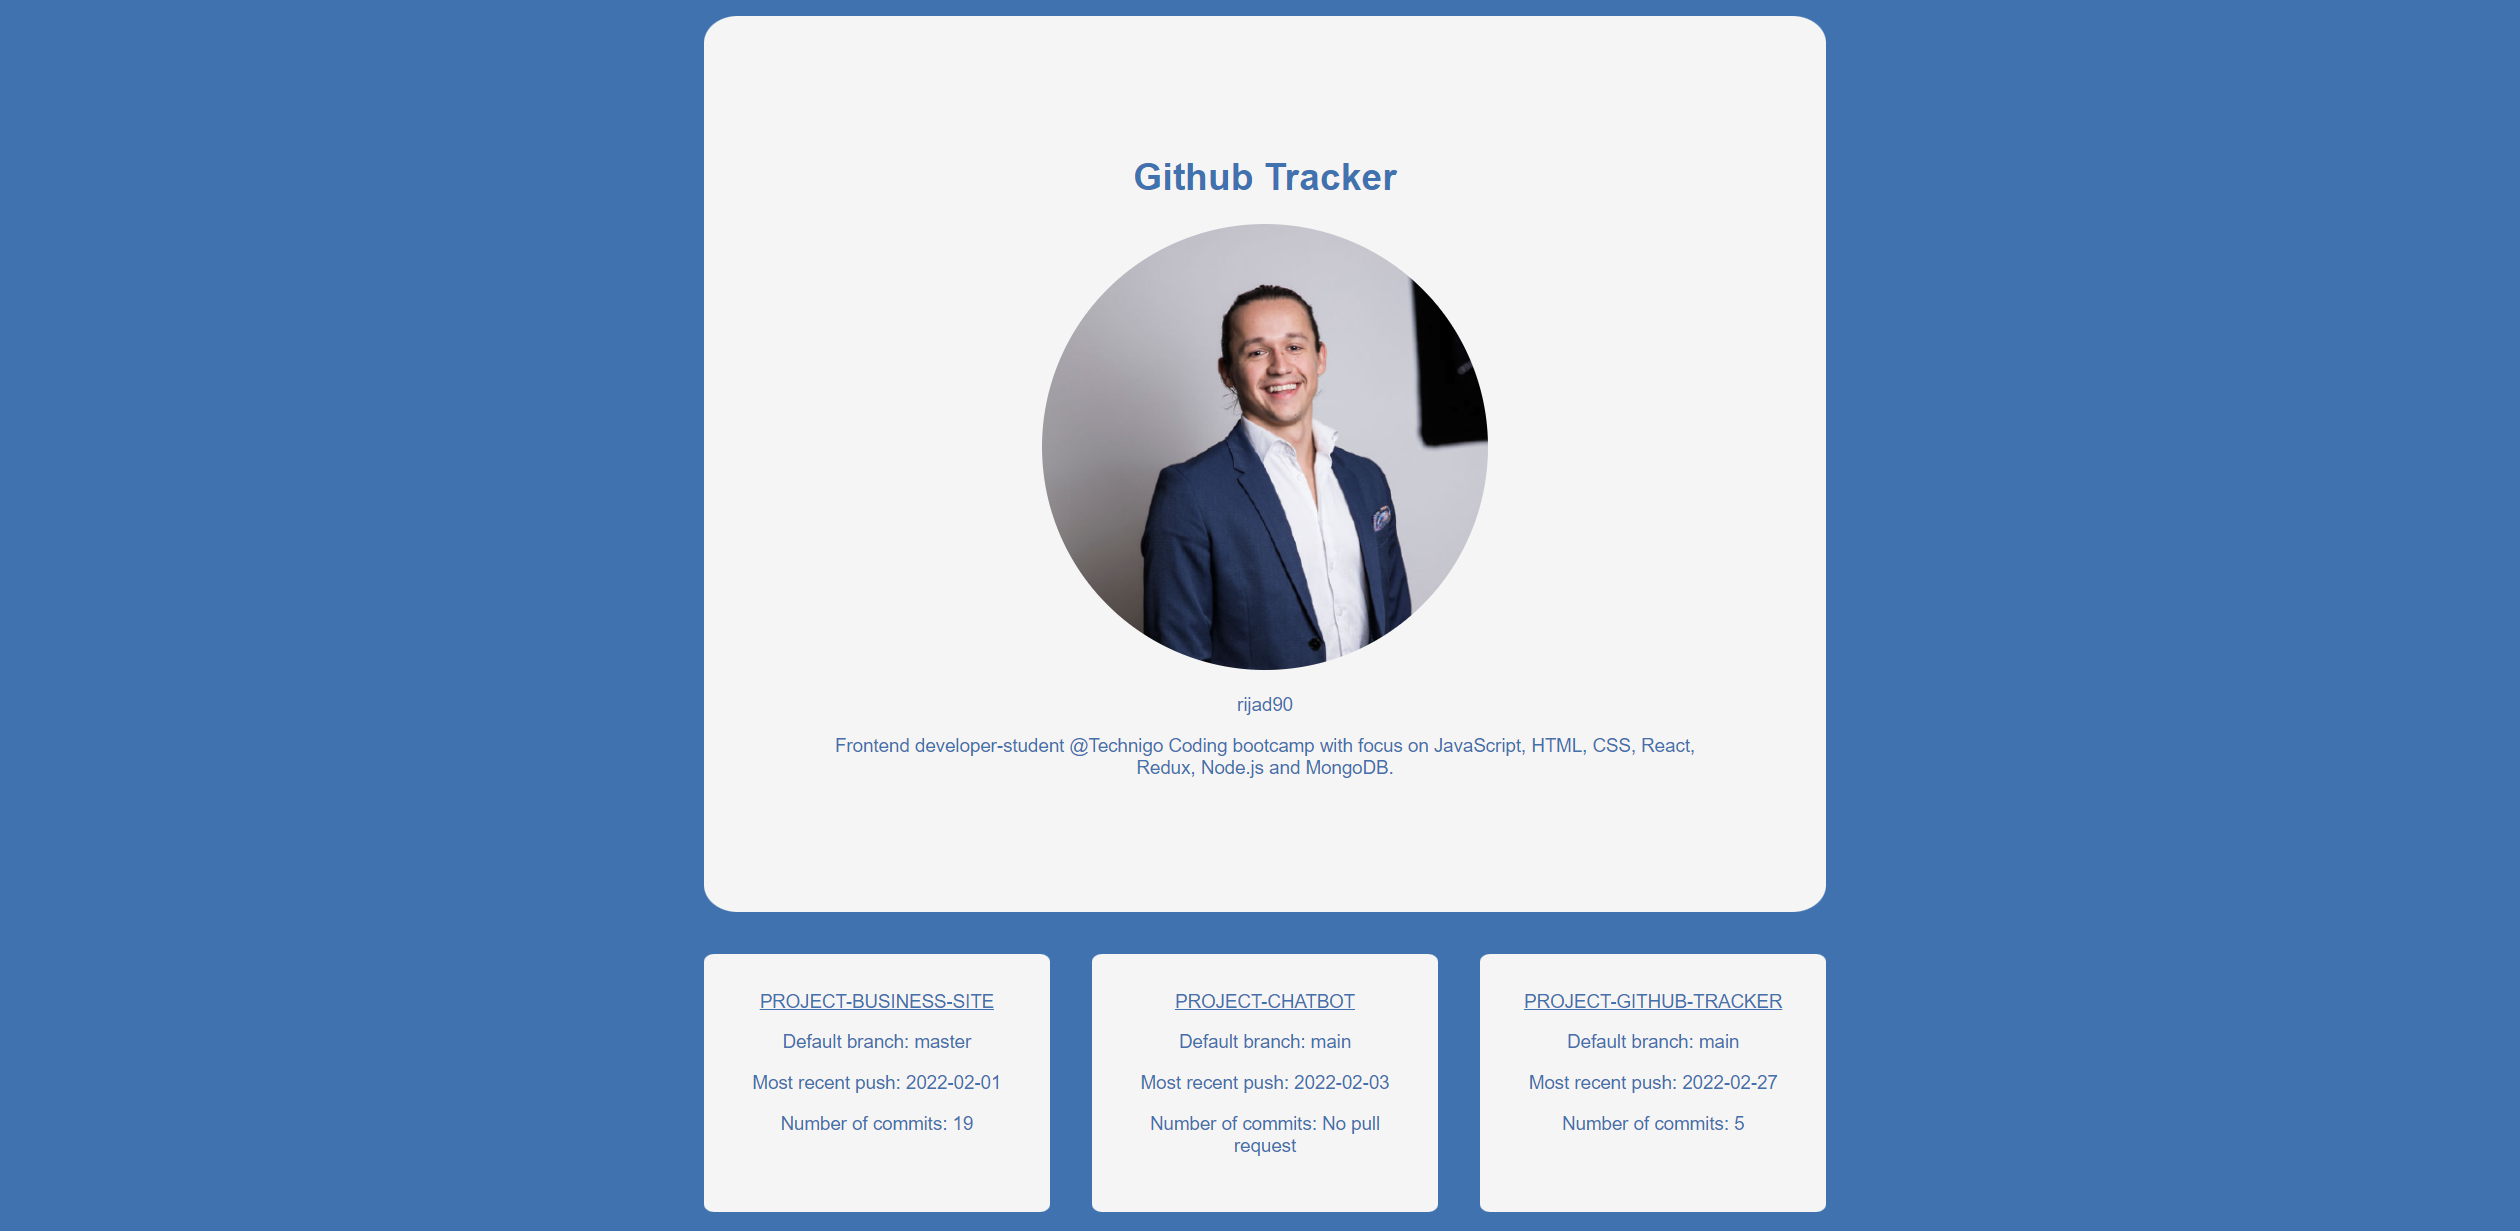 Github Tracker
rijad90
Frontend developer-student @Technigo Coding bootcamp with focus on JavaScript, HTML, CSS, React,
Redux, Node.js and MongoDB.
PROJECT-BUSINESS-SITE
Default branch: master
Most recent push: 2022-02-01
Number of commits: 19
PROJECT-CHATBOT
Default branch: main
Most recent push: 2022-02-03
Number of commits: No pull
request
PROJECT-GITHUB-TRACKER
Default branch: main
Most recent push: 2022-02-27
Number of commits: 5